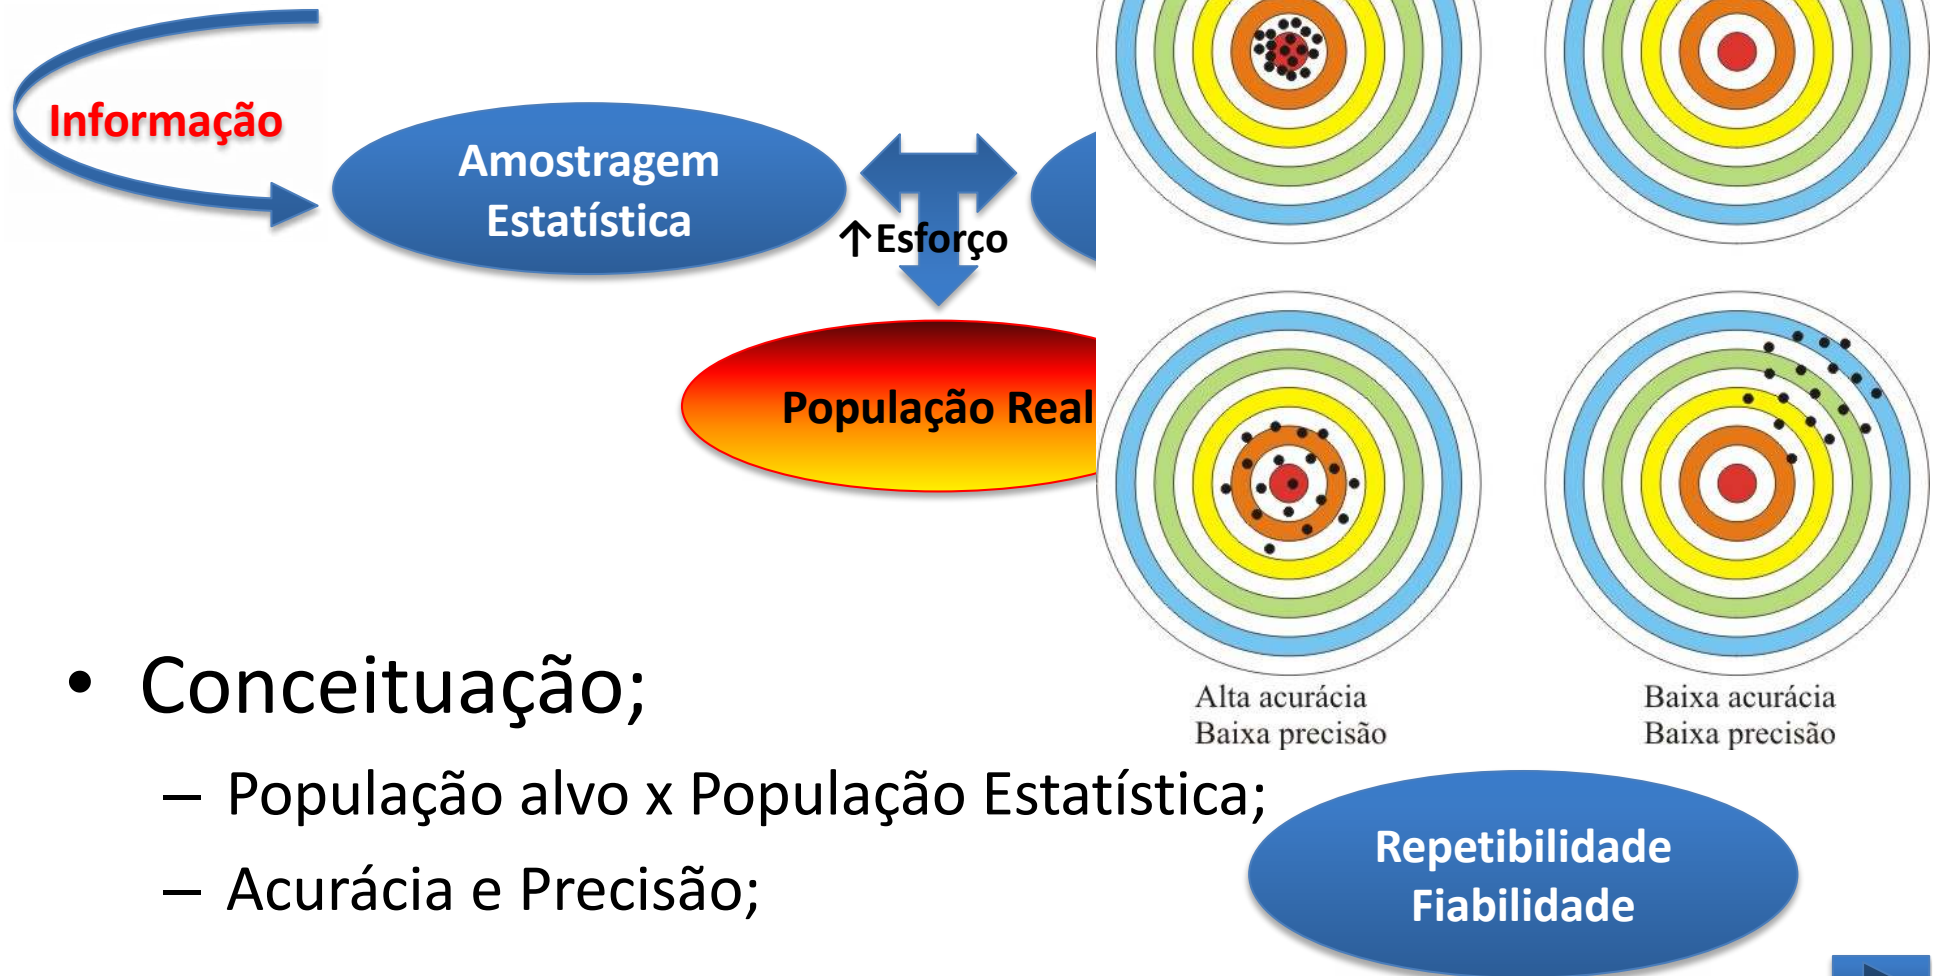 Informação
Amostragem
Estatística
↑Esforço
População Real
Alta acurácia
Baixa precisão
Baixa acurácia
Baixa precisão
• Conceituação;
– População alvo x População Estatística;
– Acurácia e Precisão;
Repetibilidade
Fiabilidade